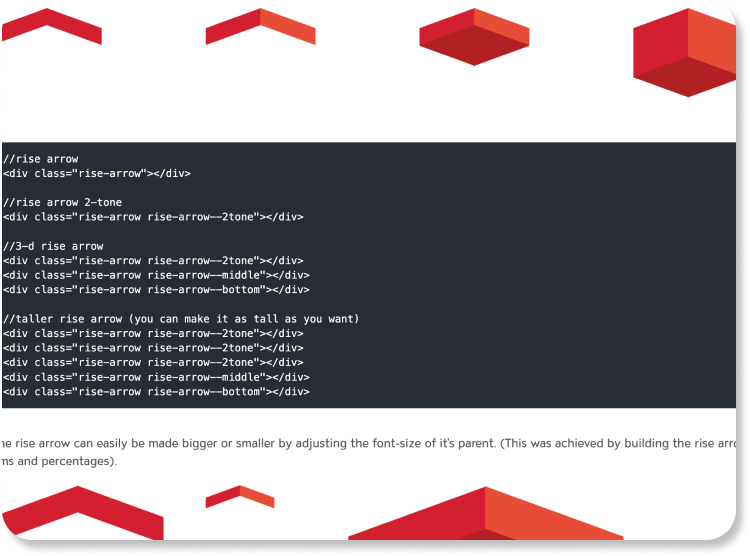 //rise arrow
<div class="rise-arrow"></div>
//rise arrow 2-tone
<div class="rise-arrow rise-arrow--2tone"></div>
//3-d rise arrow
<div class="rise-arrow rise-arrow--2tone"></div>
<div class="rise-arrow rise-arrow--middle"></div>
<div class="rise-arrow rise-arrow--bottom"></div>
//taller rise arrow (you can make it as tall as you want)
<div class="rise-arrow rise-arrow--2tone"></div>
<div class="rise-arrow rise-arrow--2tone"></div>
<div class="rise-arrow rise-arrow--2tone"></div>
<div class="rise-arrow rise-arrow--middle"></div>
<div class="rise-arrow rise-arrow--bottom"></div>
rise arrow can easily be made bigger or smaller by adjusting the font-size of it's parent. (This was achieved by building the rise
and percentages).